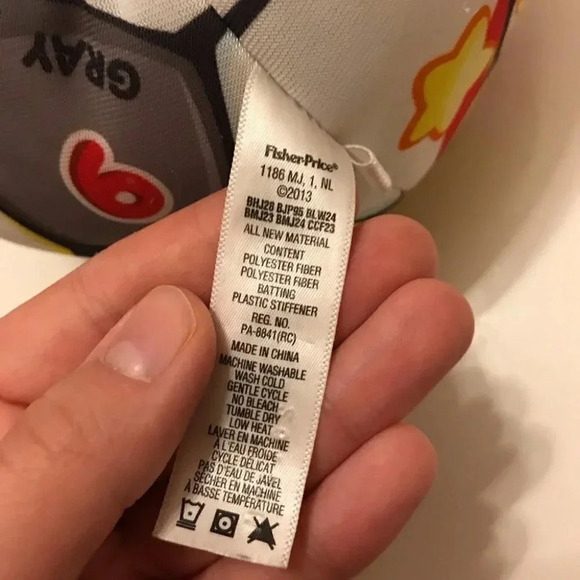 GRAY
6
Fisher-Price®
1186 MJ, 1, NL
©2013
BHJ28 BJP95 BLW24
BMJ23 BMJ24 CCF23
ALL NEW MATERIAL
CONTENT
POLYESTER FIBER
POLYESTER FIBER
BATTING
PLASTIC STIFFENER
REG. NO.
PA-8841(RC)
MADE IN CHINA
MACHINE WASHABLE
WASH COLD
GENTLE CYCLE
NO BLEACH
TUMBLE DRY
LOW HEAT
LAVER EN MACHINE
À L'EAU FROIDE
CYCLE DÉLICAT
PAS D'EAU DE JAVEL
SÉCHER EN MACHINE
À BASSE TEMPÉRATURE